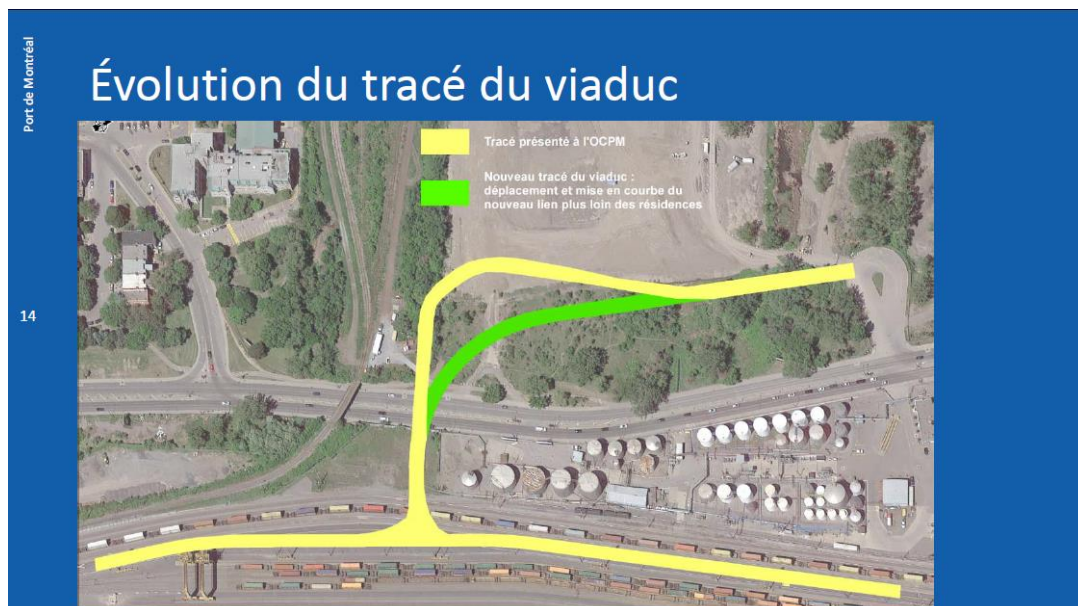 Port de Montréal
Évolution du tracé du viaduc
Tracé présenté à l'OCPM
Nouveau tracé du viaduc :
déplacement et mise en courbe du
nouveau lien plus loin des résidences
14